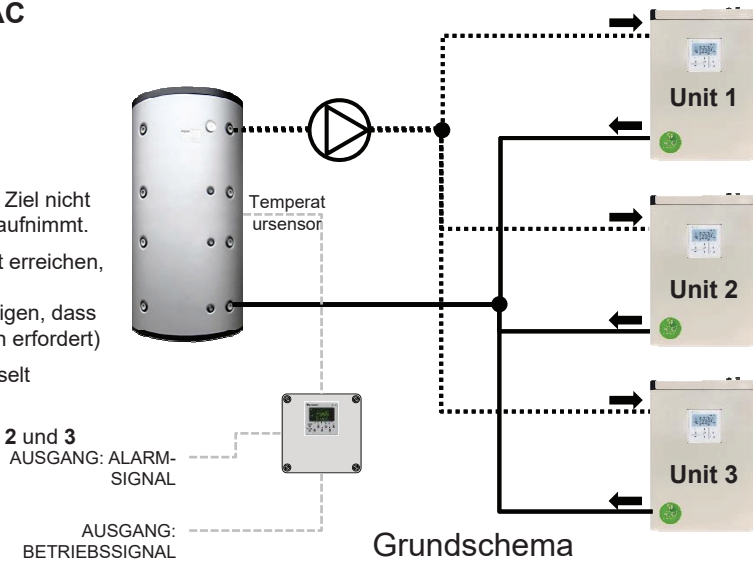 AC
Ziel nicht
aufnimmt.
t erreichen,
igen, dass
n erfordert)
selt
2 und 3
AUSGANG: ALARM-
SIGNAL
AUSGANG:
BETRIEBSSIGNAL
Temperat
ursensor
Unit 1
Unit 2
Unit 3
Grundschema